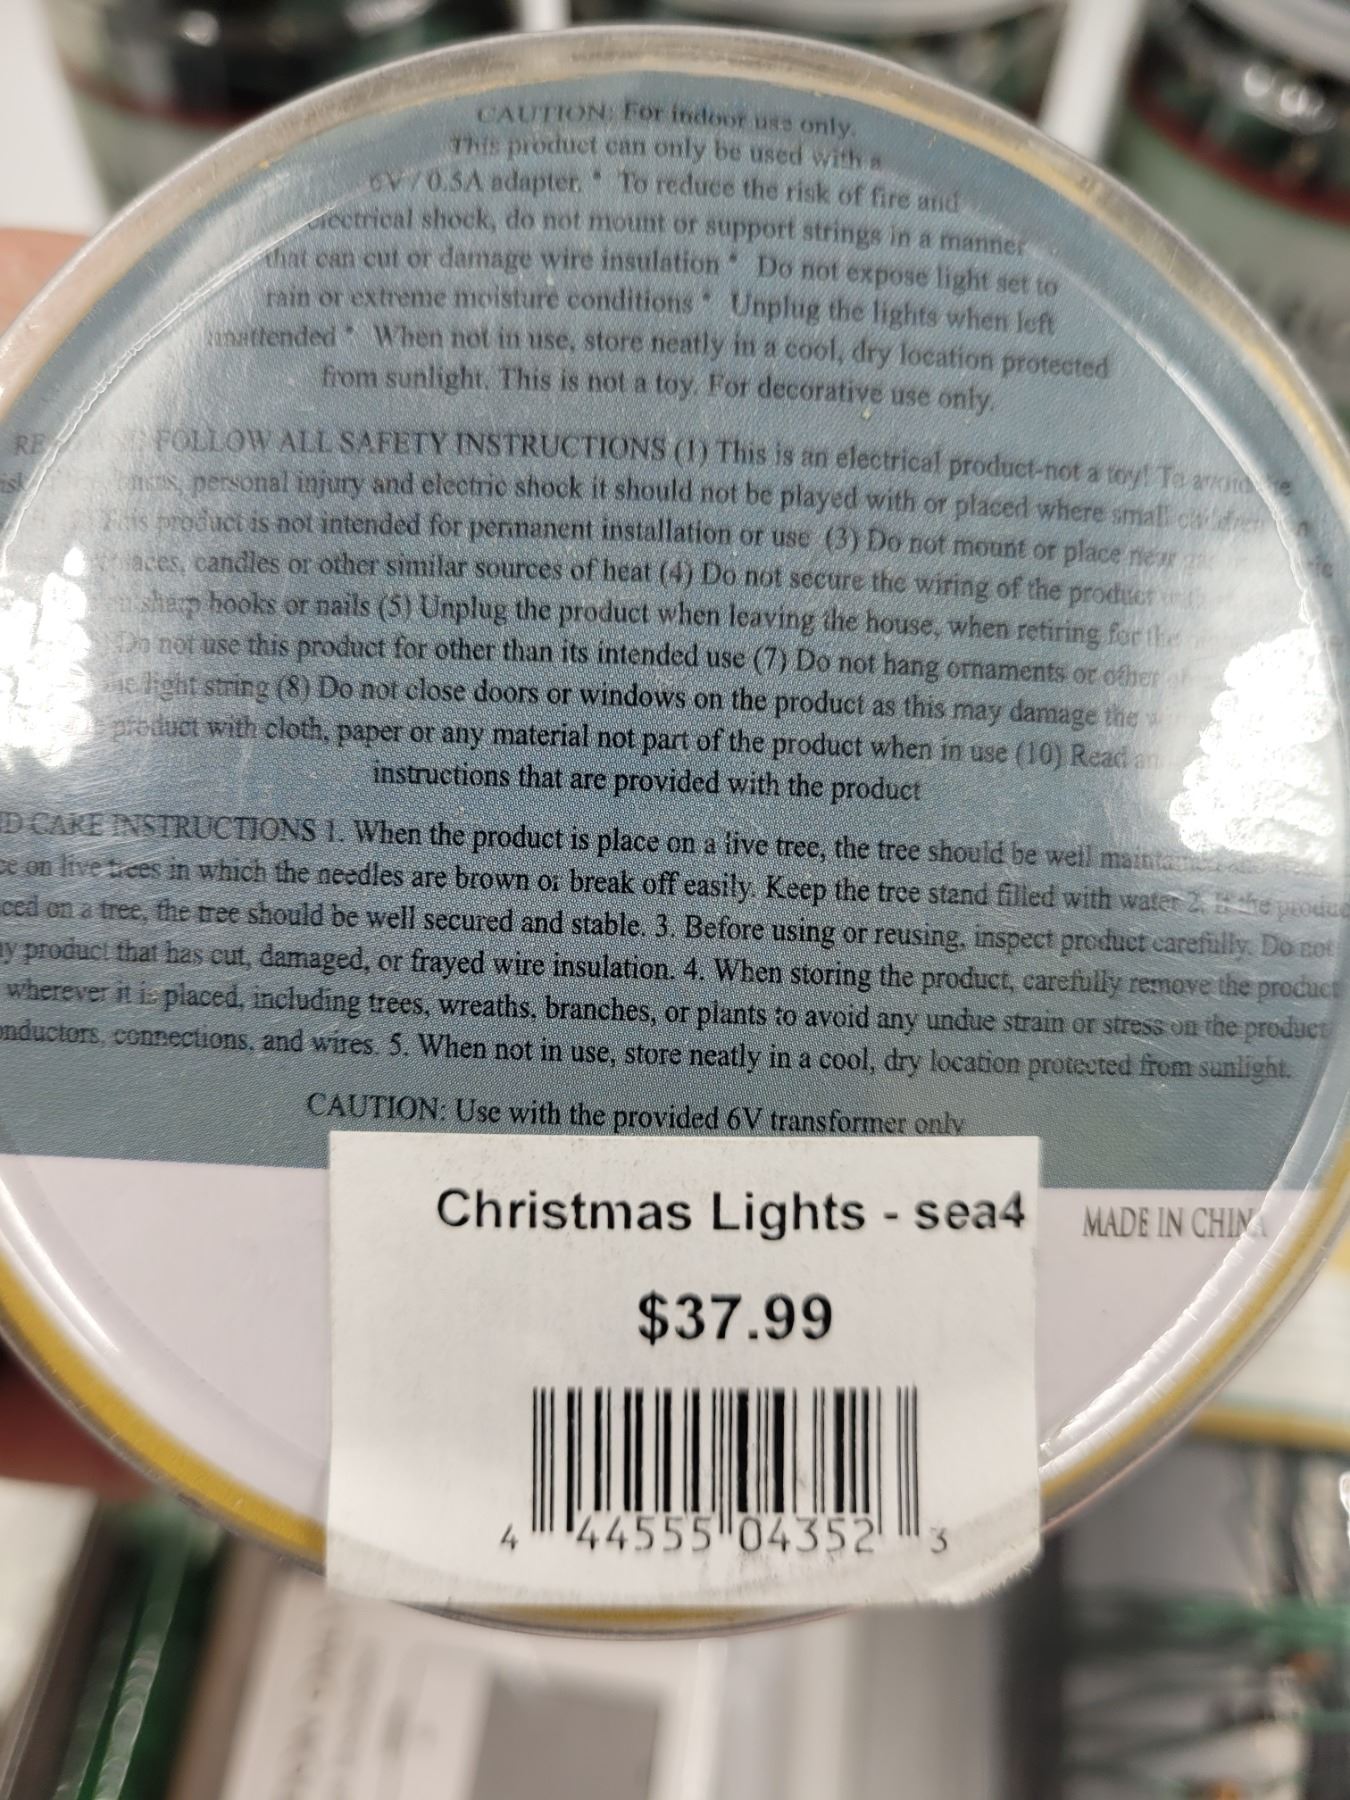 CAUTION: For indoor use only.
This product can only be used with a
6V / 0.5A adapter. * To reduce the risk of fire and
electrical shock, do not mount or support strings in a manner
that can cut or damage wire insulation * Do not expose light set to
rain or extreme moisture conditions * Unplug the lights when left
unattended * When not in use, store neatly in a cool, dry location protected
from sunlight. This is not a toy. For decorative use only.
FOLLOW ALL SAFETY INSTRUCTIONS (1) This is an electrical product-not a toy! To avoid
personal injury and electric shock it should not be played with or placed where small children
This product is not intended for permanent installation or use (3) Do not mount or place near
candles or other similar sources of heat (4) Do not secure the wiring of the product
sharp hooks or nails (5) Unplug the product when leaving the house, when retiring for the
Do not use this product for other than its intended use (7) Do not hang ornaments or other
light string (8) Do not close doors or windows on the product as this may damage the
product with cloth, paper or any material not part of the product when in use (10) Read
instructions that are provided with the product
CARE INSTRUCTIONS 1. When the product is place on a live tree, the tree should be well
on live trees in which the needles are brown or break off easily. Keep the tree stand filled with water 2. If the
on a tree, the tree should be well secured and stable. 3. Before using or reusing, inspect product carefully. Do not
product that has cut, damaged, or frayed wire insulation. 4. When storing the product, carefully remove the product
wherever it is placed, including trees, wreaths, branches, or plants to avoid any undue strain or stress on the product
connections, and wires. 5. When not in use, store neatly in a cool, dry location protected from sunlight.
CAUTION: Use with the provided 6V transformer only
MADE IN CHINA
Christmas Lights - sea4
$37.99
4 44555 04352 3